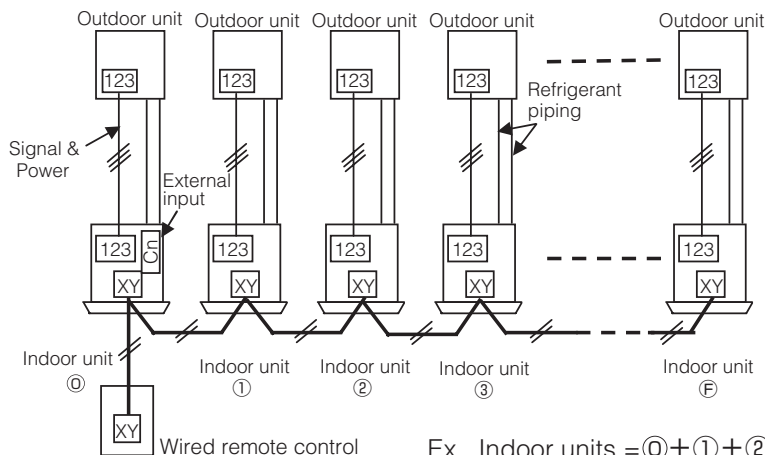 Outdoor unit Outdoor unit Outdoor unit Outdoor unit Outdoor unit
123 123 123 123 123
Refrigerant
piping
Signal &
Power
External
input
123 Cn 123 123 123 123
XY XY XY XY XY
Indoor unit Indoor unit Indoor unit Indoor unit Indoor unit
⓪ ① ② ③ Ⓕ
XY
Wired remote control
Ex. Indoor units =⓪+①+②